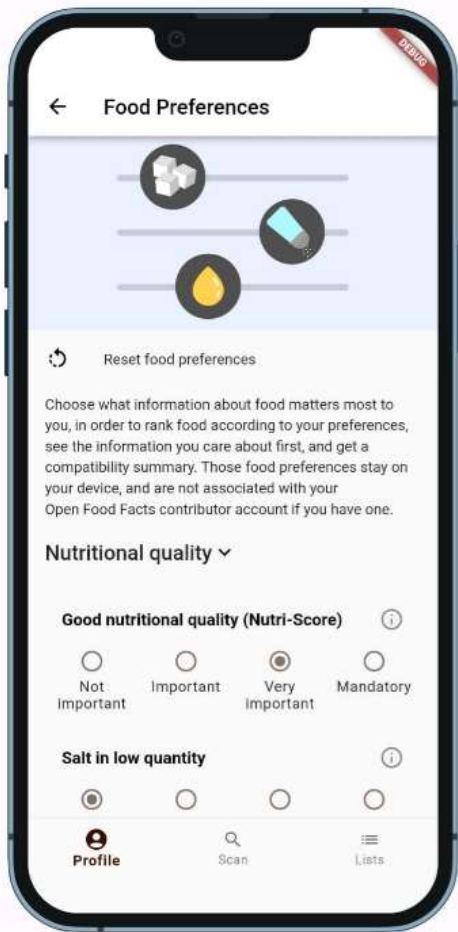 DEBUG
Food Preferences
Reset food preferences
Choose what information about food matters most to
you, in order to rank food according to your preferences,
see the information you care about first, and get a
compatibility summary. Those food preferences stay on
your device, and are not associated with your
Open Food Facts contributor account if you have one.
Nutritional quality
Good nutritional quality (Nutri-Score)
Not important
Important
Very important
Mandatory
Salt in low quantity
Profile
Scan
Lists